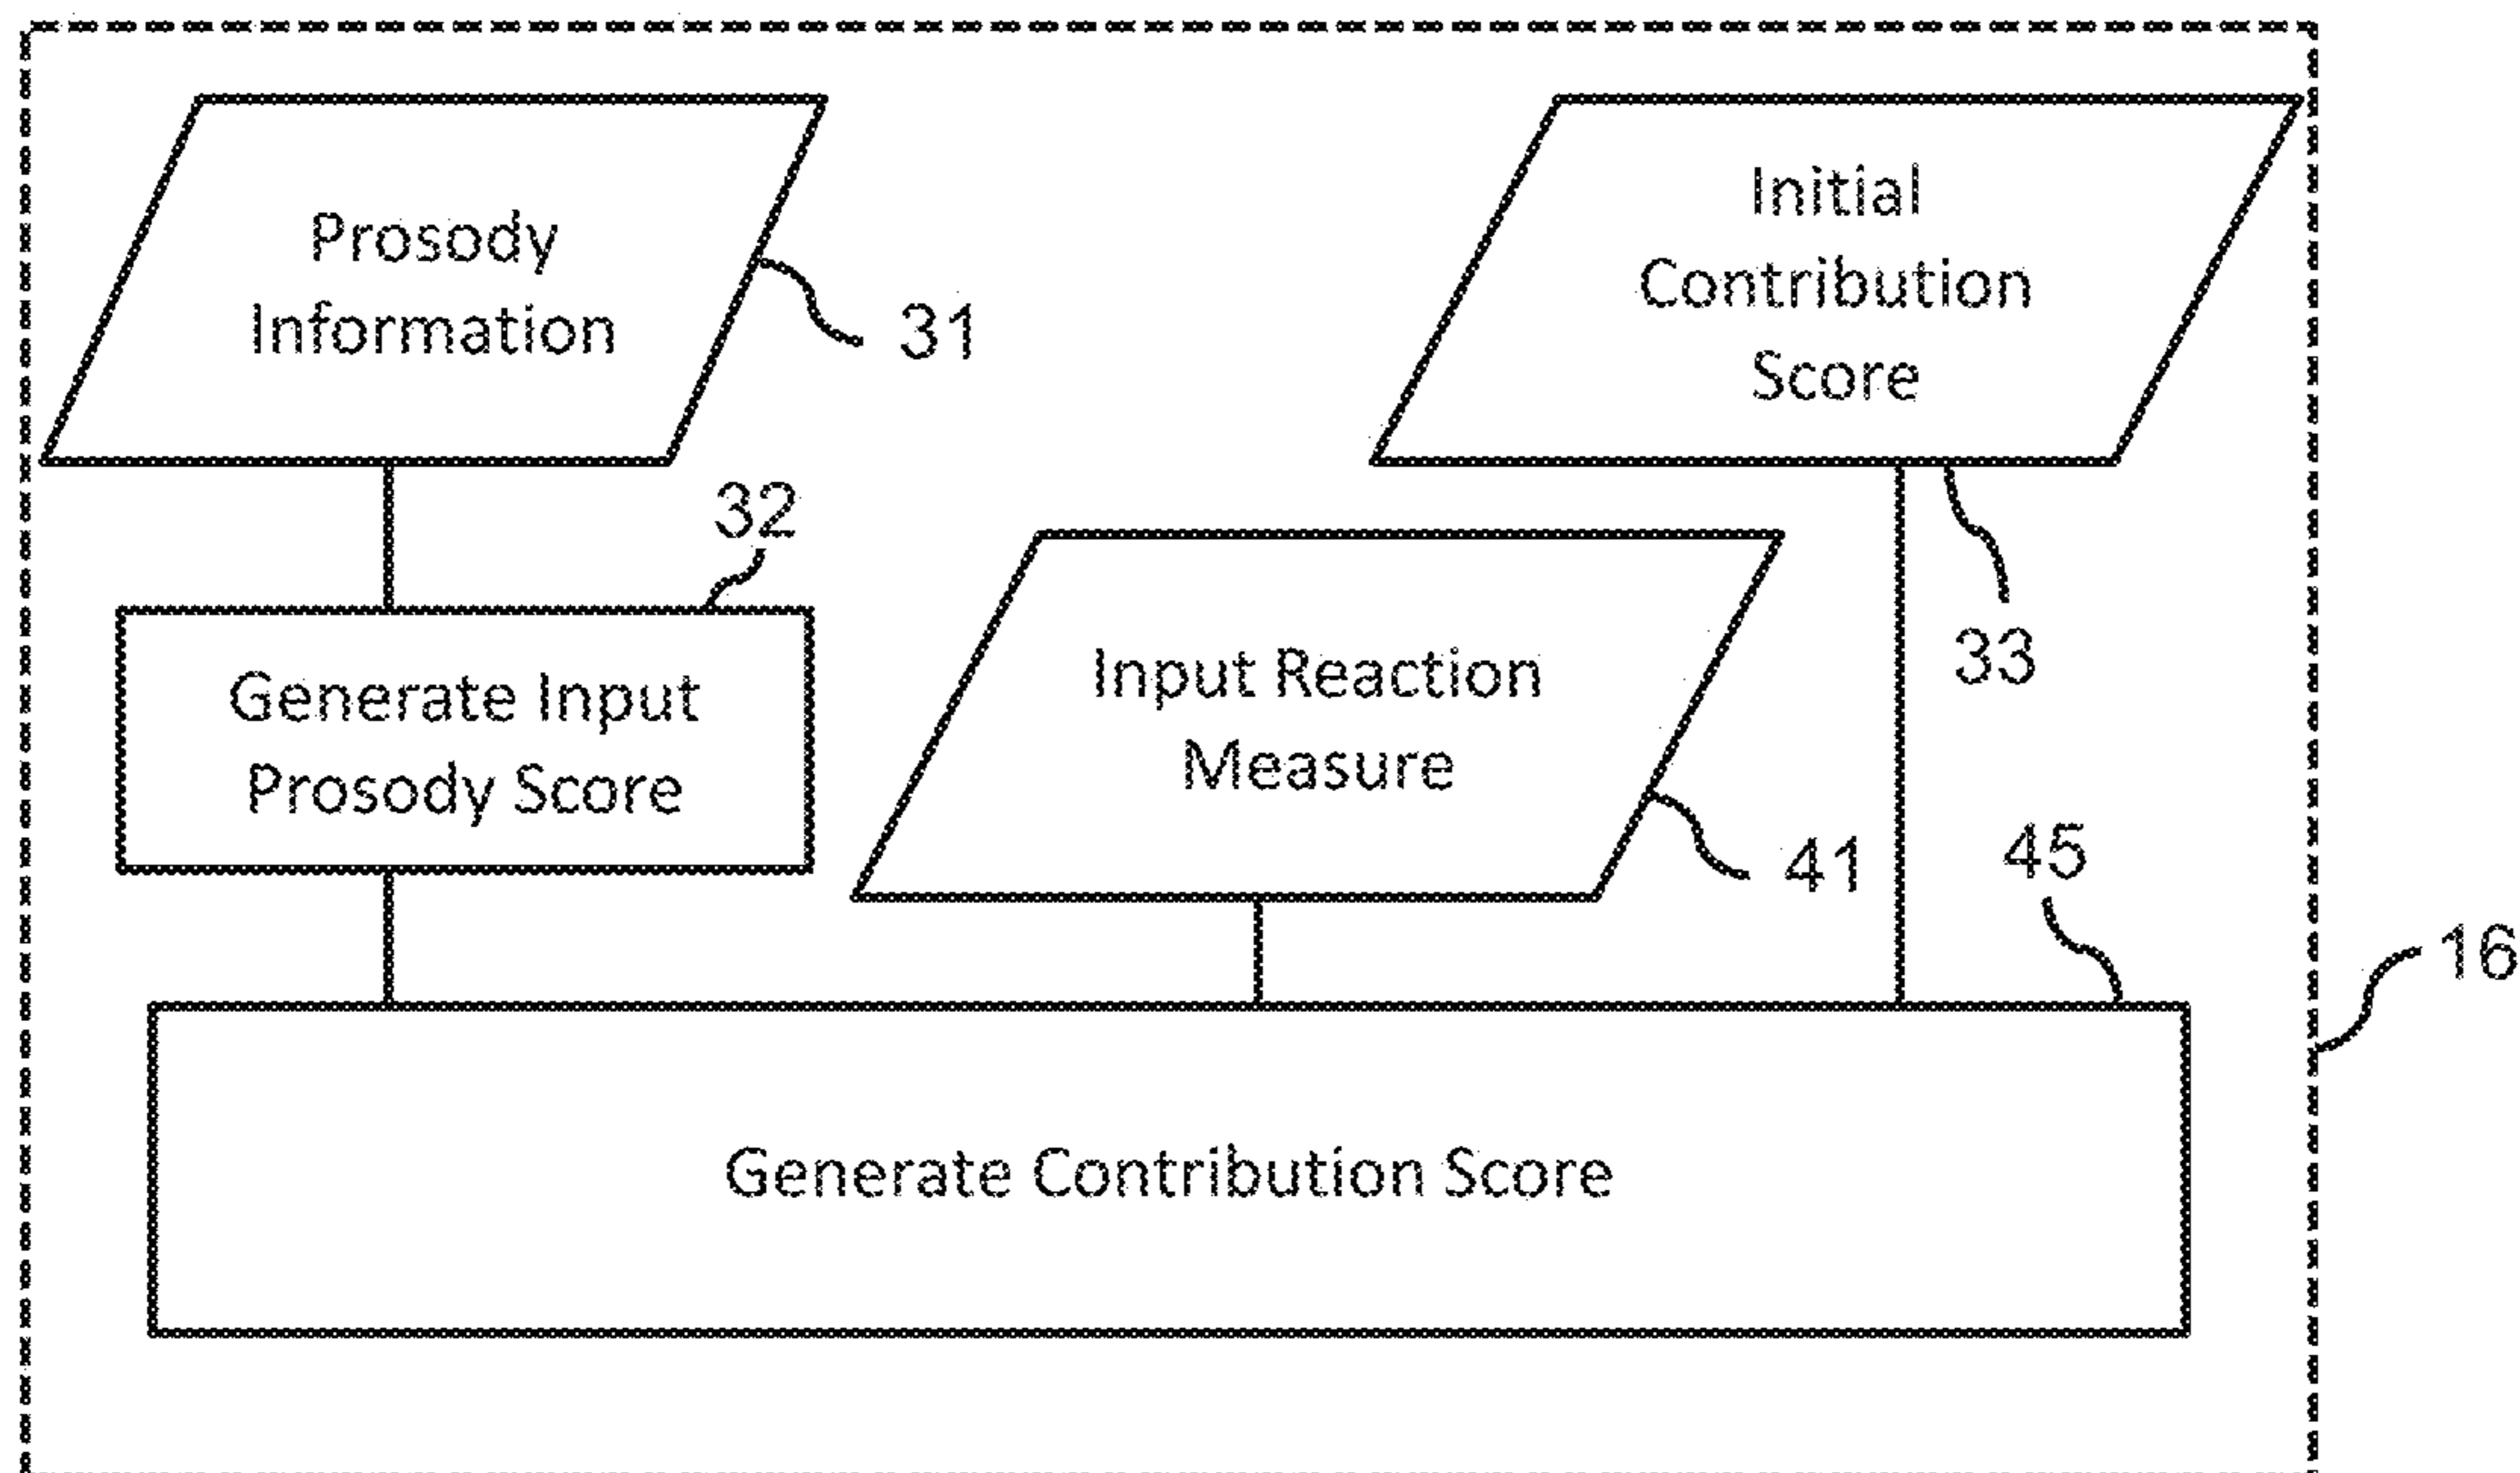 Prosody
Information
31
Initial
Contribution
Score
32
33
Generate Input
Prosody Score
Input Reaction
Measure
41
45
16
Generate Contribution Score